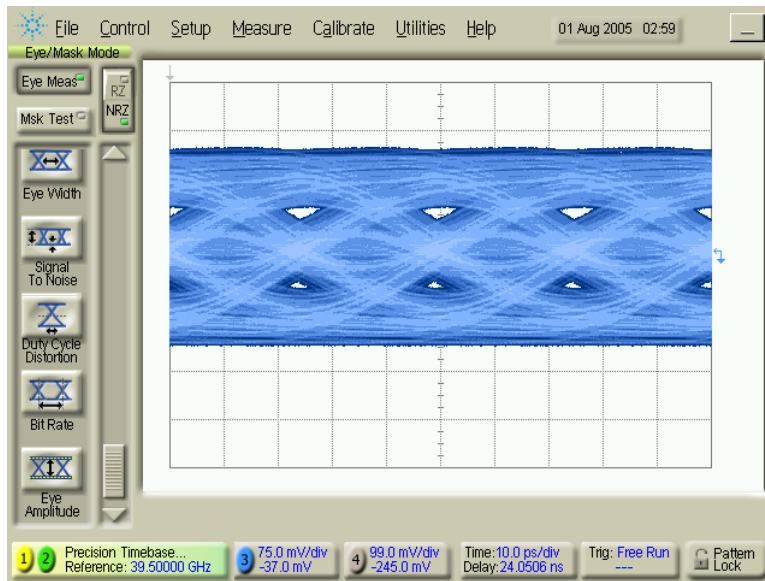 File Control Setup Measure Calibrate Utilities Help 01 Aug 2005 02:59
Eye/Mask Mode
Eye Meas
RZ
NRZ
Msk Test
Eye Width
Signal
To Noise
Duty Cycle
Distortion
Bit Rate
Eye
Amplitude
1 2 Precision Timebase...
Reference: 39.50000 GHz
3 75.0 mV/div
-37.0 mV
4 99.0 mV/div
-245.0 mV
Time:10.0 ps/div
Delay:24.0506 ns
Trig: Free Run
---
Pattern
Lock